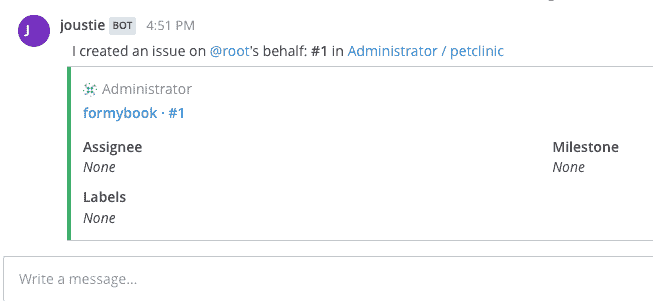 J joustie BOT 4:51 PM
I created an issue on @root's behalf: #1 in Administrator / petclinic
Administrator
formybook · #1
Assignee Milestone
None None
Labels
None
Write a message...